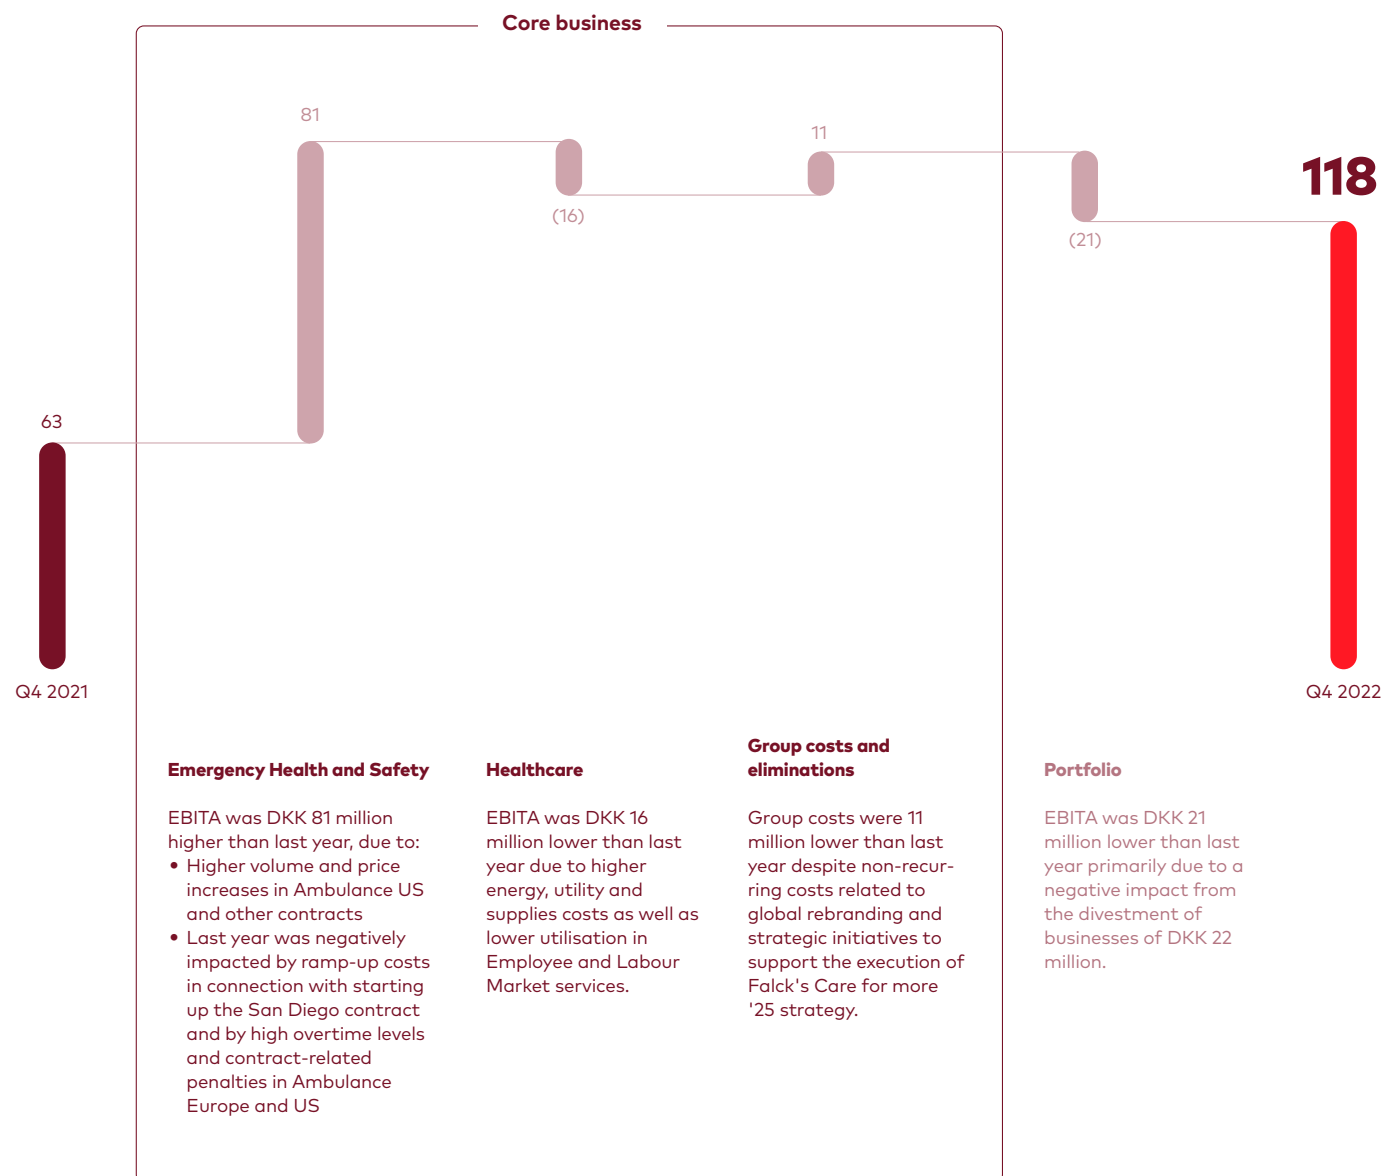 Core business
81
11
118
(16)
(21)
63
Q4 2021
Q4 2022
Emergency Health and Safety
EBITA was DKK 81 million
higher than last year, due to:
• Higher volume and price
increases in Ambulance US
and other contracts
• Last year was negatively
impacted by ramp-up costs
in connection with starting
up the San Diego contract
and by high overtime levels
and contract-related
penalties in Ambulance
Europe and US
Healthcare
EBITA was DKK 16
million lower than last
year due to higher
energy, utility and
supplies costs as well as
lower utilisation in
Employee and Labour
Market services.
Group costs and
eliminations
Group costs were 11
million lower than last
year despite non-recur-
ring costs related to
global rebranding and
strategic initiatives to
support the execution of
Falck's Care for more
'25 strategy.
Portfolio
EBITA was DKK 21
million lower than last
year primarily due to a
negative impact from
the divestment of
businesses of DKK 22
million.